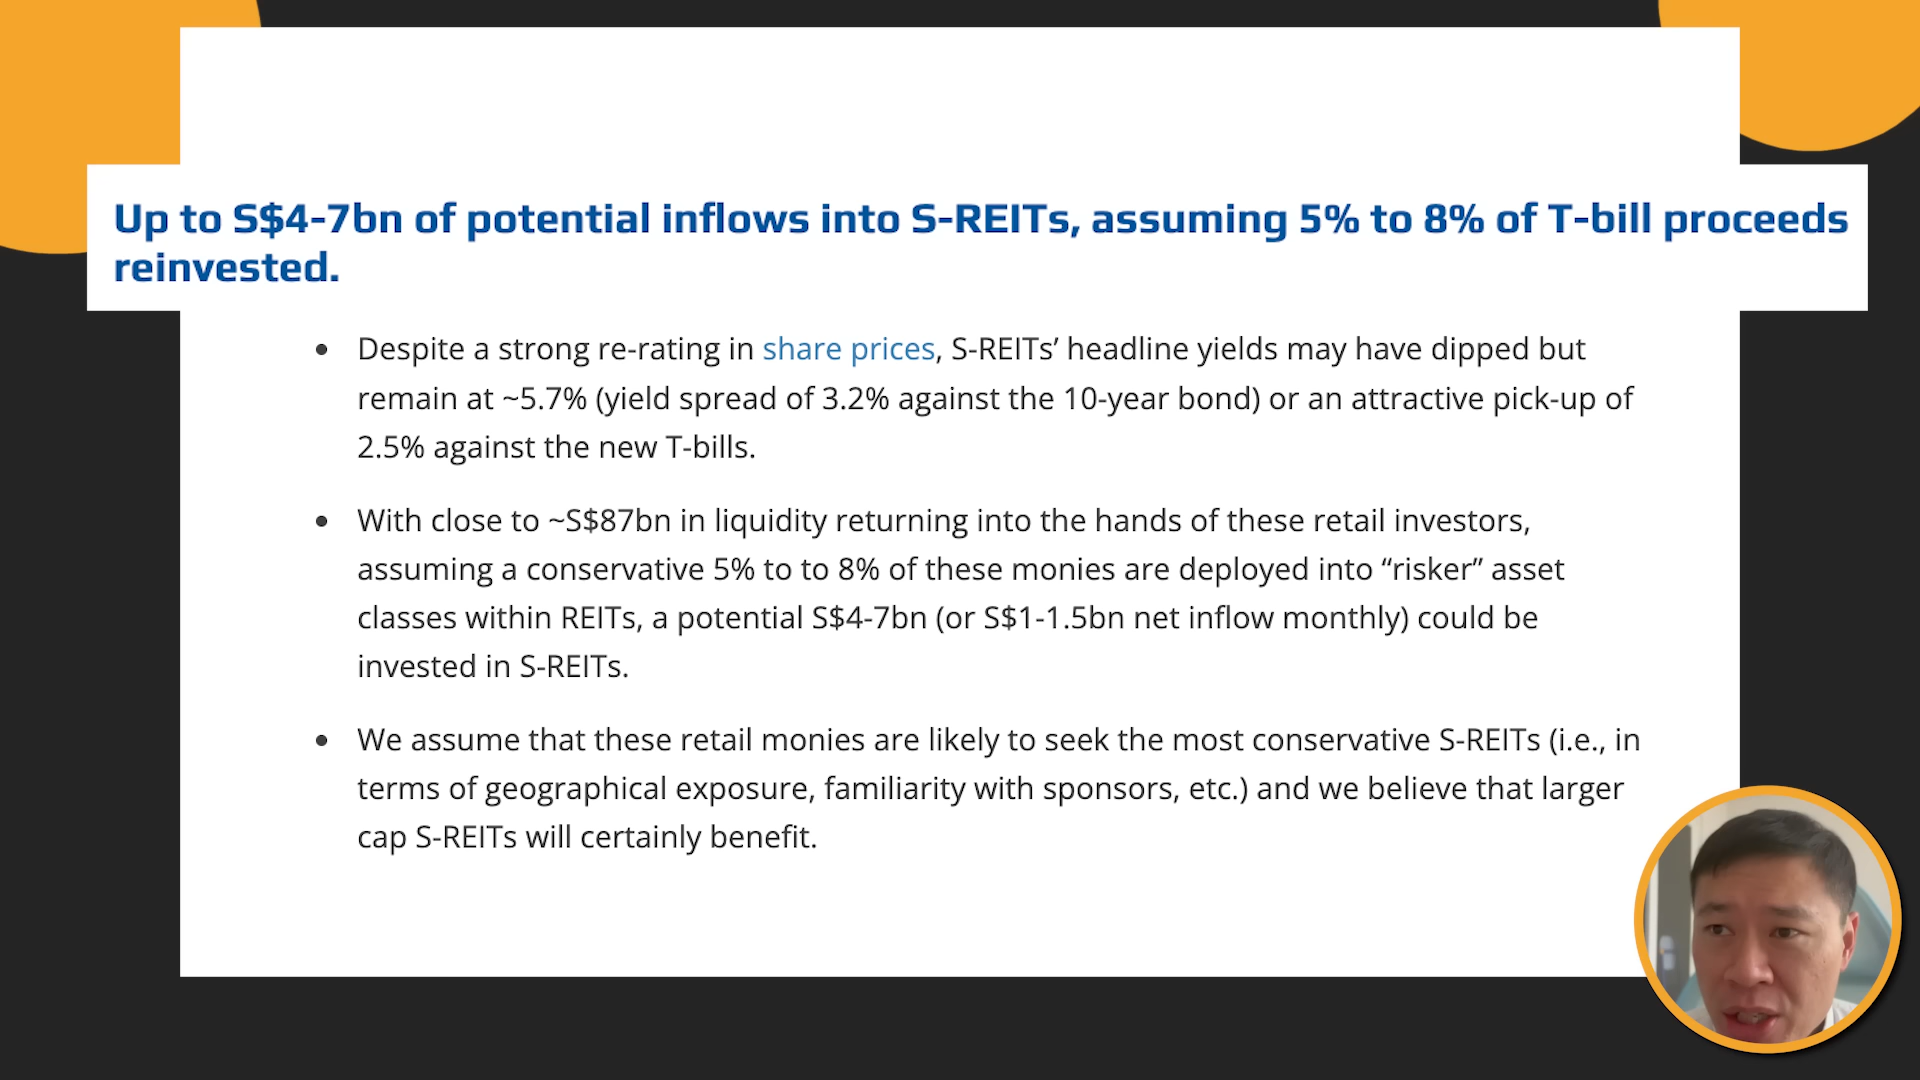 Up to S$4-7bn of potential inflows into S-REITs, assuming 5% to 8% of T-bill proceeds
reinvested.
• Despite a strong re-rating in share prices, S-REITs’ headline yields may have dipped but
remain at ~5.7% (yield spread of 3.2% against the 10-year bond) or an attractive pick-up of
2.5% against the new T-bills.
• With close to ~S$87bn in liquidity returning into the hands of these retail investors,
assuming a conservative 5% to to 8% of these monies are deployed into “risker” asset
classes within REITs, a potential S$4-7bn (or S$1-1.5bn net inflow monthly) could be
invested in S-REITs.
• We assume that these retail monies are likely to seek the most conservative S-REITs (i.e., in
terms of geographical exposure, familiarity with sponsors, etc.) and we believe that larger
cap S-REITs will certainly benefit.